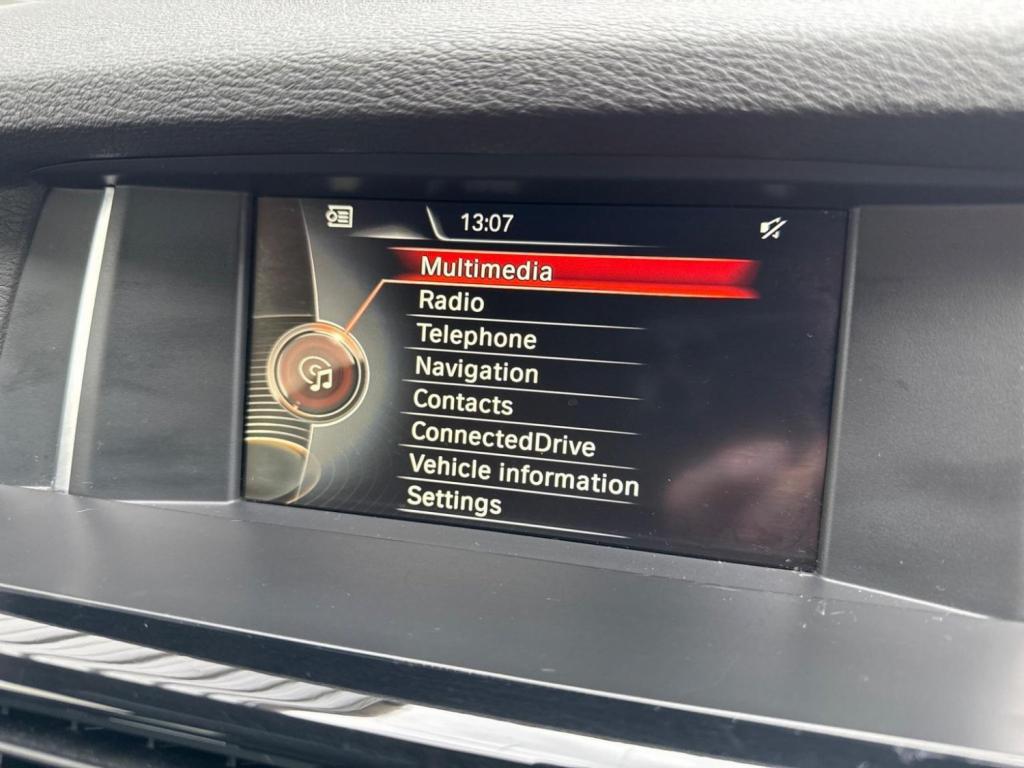 13:07
Multimedia
Radio
Telephone
Navigation
Contacts
ConnectedDrive
Vehicle information
Settings